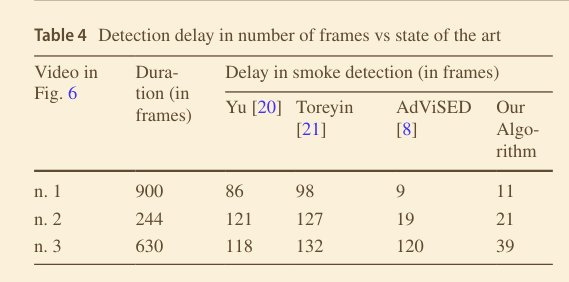 Table 4 Detection delay in number of frames vs state of the art
Video in Fig. 6 Dura-tion (in frames) Delay in smoke detection (in frames)
Yu [20] Toreyin [21] AdViSED [8] Our Algo-rithm
n. 1 900 86 98 9 11
n. 2 244 121 127 19 21
n. 3 630 118 132 120 39